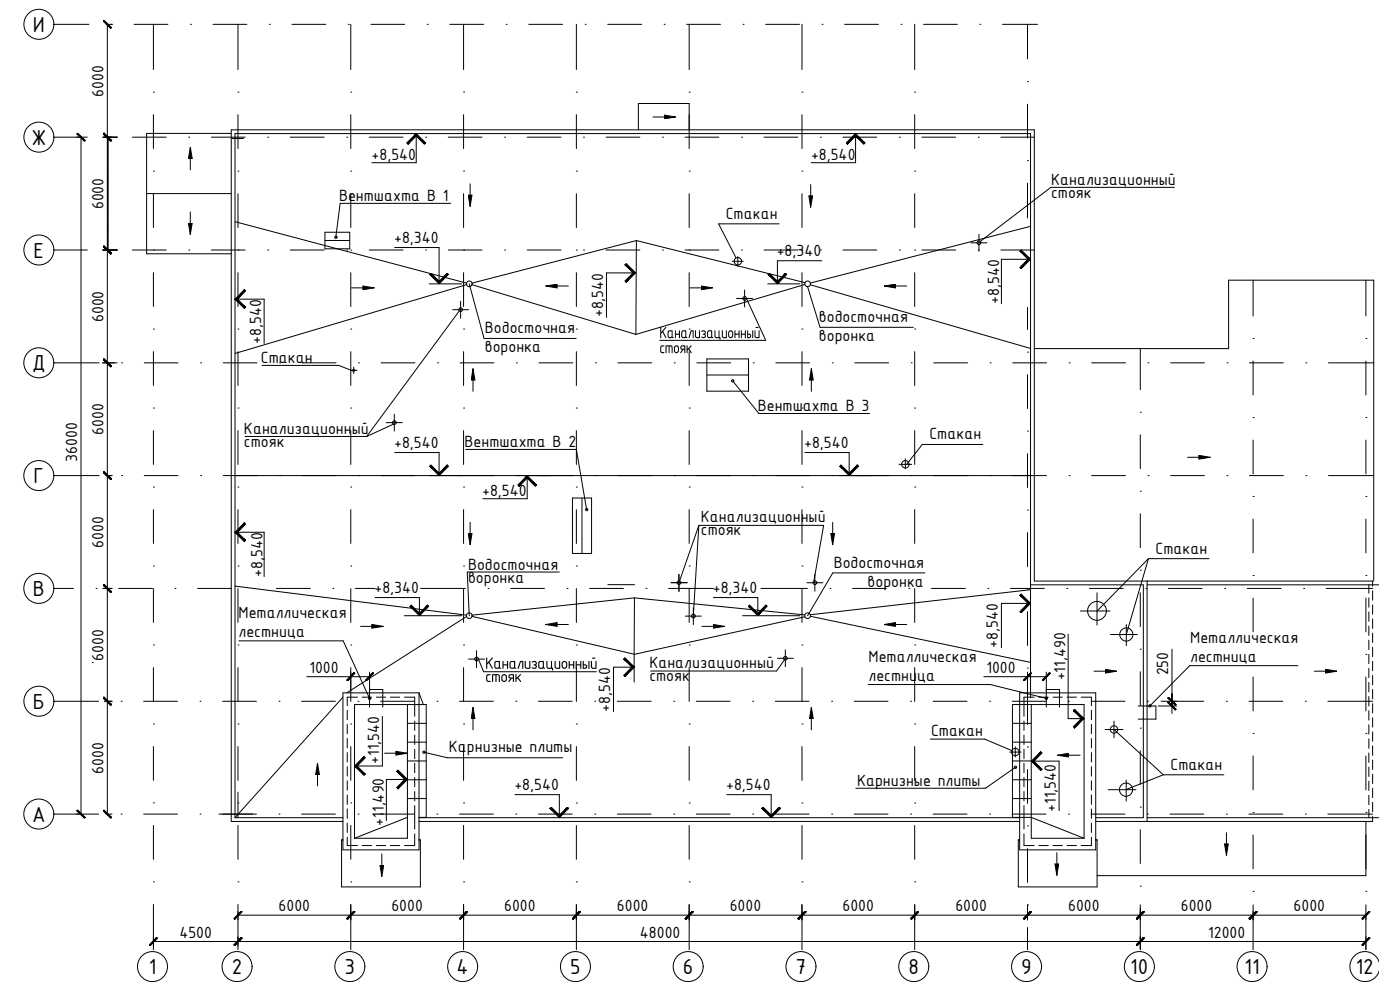 И
6000
Ж
+8,540
+8,540
6000
Вентшахта В 1
Канализационный
стояк
Стакан
Е
+8,340
+8,340
+8,540
+8,540
+8,540
6000
Водосточная
воронка
Канализационный
стояк
водосточная
воронка
Д
Стакан
Вентшахта В 3
36000
6000
Канализационный
стояк
+8,540
Вентшахта В 2
+8,540
Стакан
Г
+8,540
6000
+8,540
Канализационный
стояк
Водосточная
воронка
Водосточная
воронка
Стакан
В
+8,340
+8,340
Металлическая
лестница
6000
+8,540
+8,540
+11,490
Металлическая
лестница
250
1000
Канализационный
стояк
Канализационный
стояк
Металлическая
лестница
1000
Б
6000
+11,540
+11,490
Карнизные плиты
Стакан
Карнизные плиты
+11,540
Стакан
+8,540
+8,540
А
6000
6000
6000
6000
6000
6000
6000
6000
6000
6000
4500
48000
12000
1
2
3
4
5
6
7
8
9
10
11
12